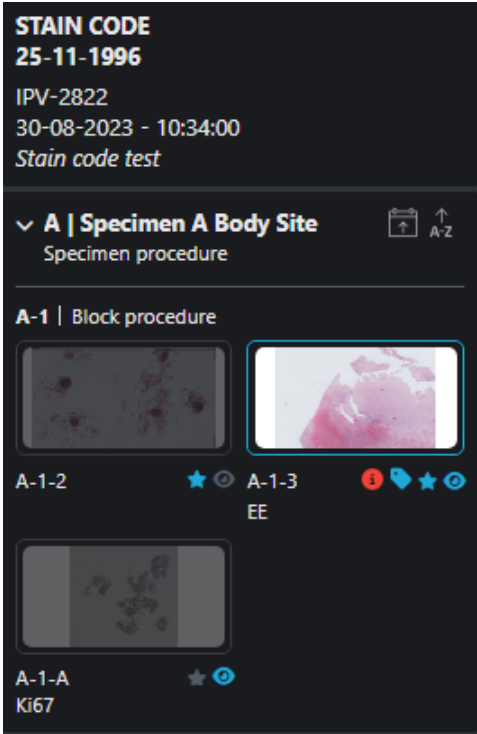 STAIN CODE
25-11-1996
IPV-2822
30-08-2023 - 10:34:00
Stain code test
A | Specimen A Body Site
A-Z
Specimen procedure
A-1 | Block procedure
A-1-2
A-1-3
EE
A-1-A
Ki67